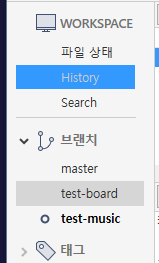 WORKSPACE
파일 상태
History
Search
브랜치
master
test-board
test-music
태그